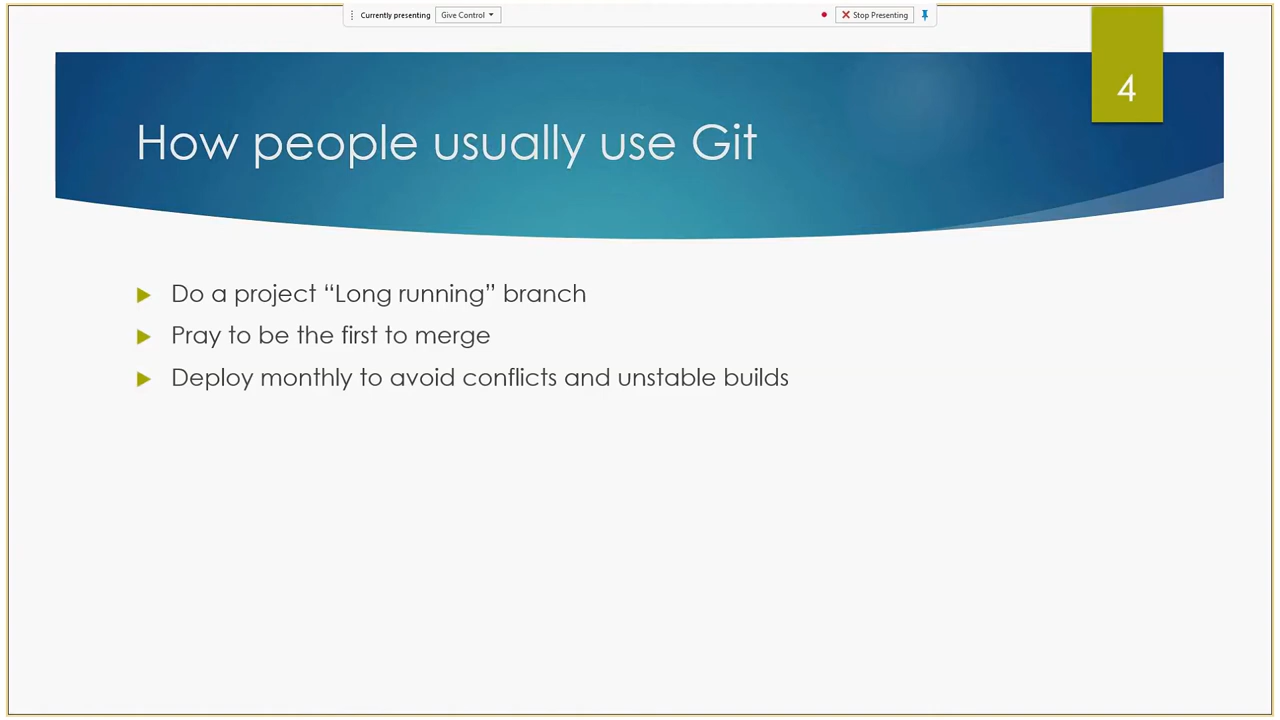 Currently presenting Give Control Stop Presenting
4
How people usually use Git
Do a project “Long running” branch
Pray to be the first to merge
Deploy monthly to avoid conflicts and unstable builds